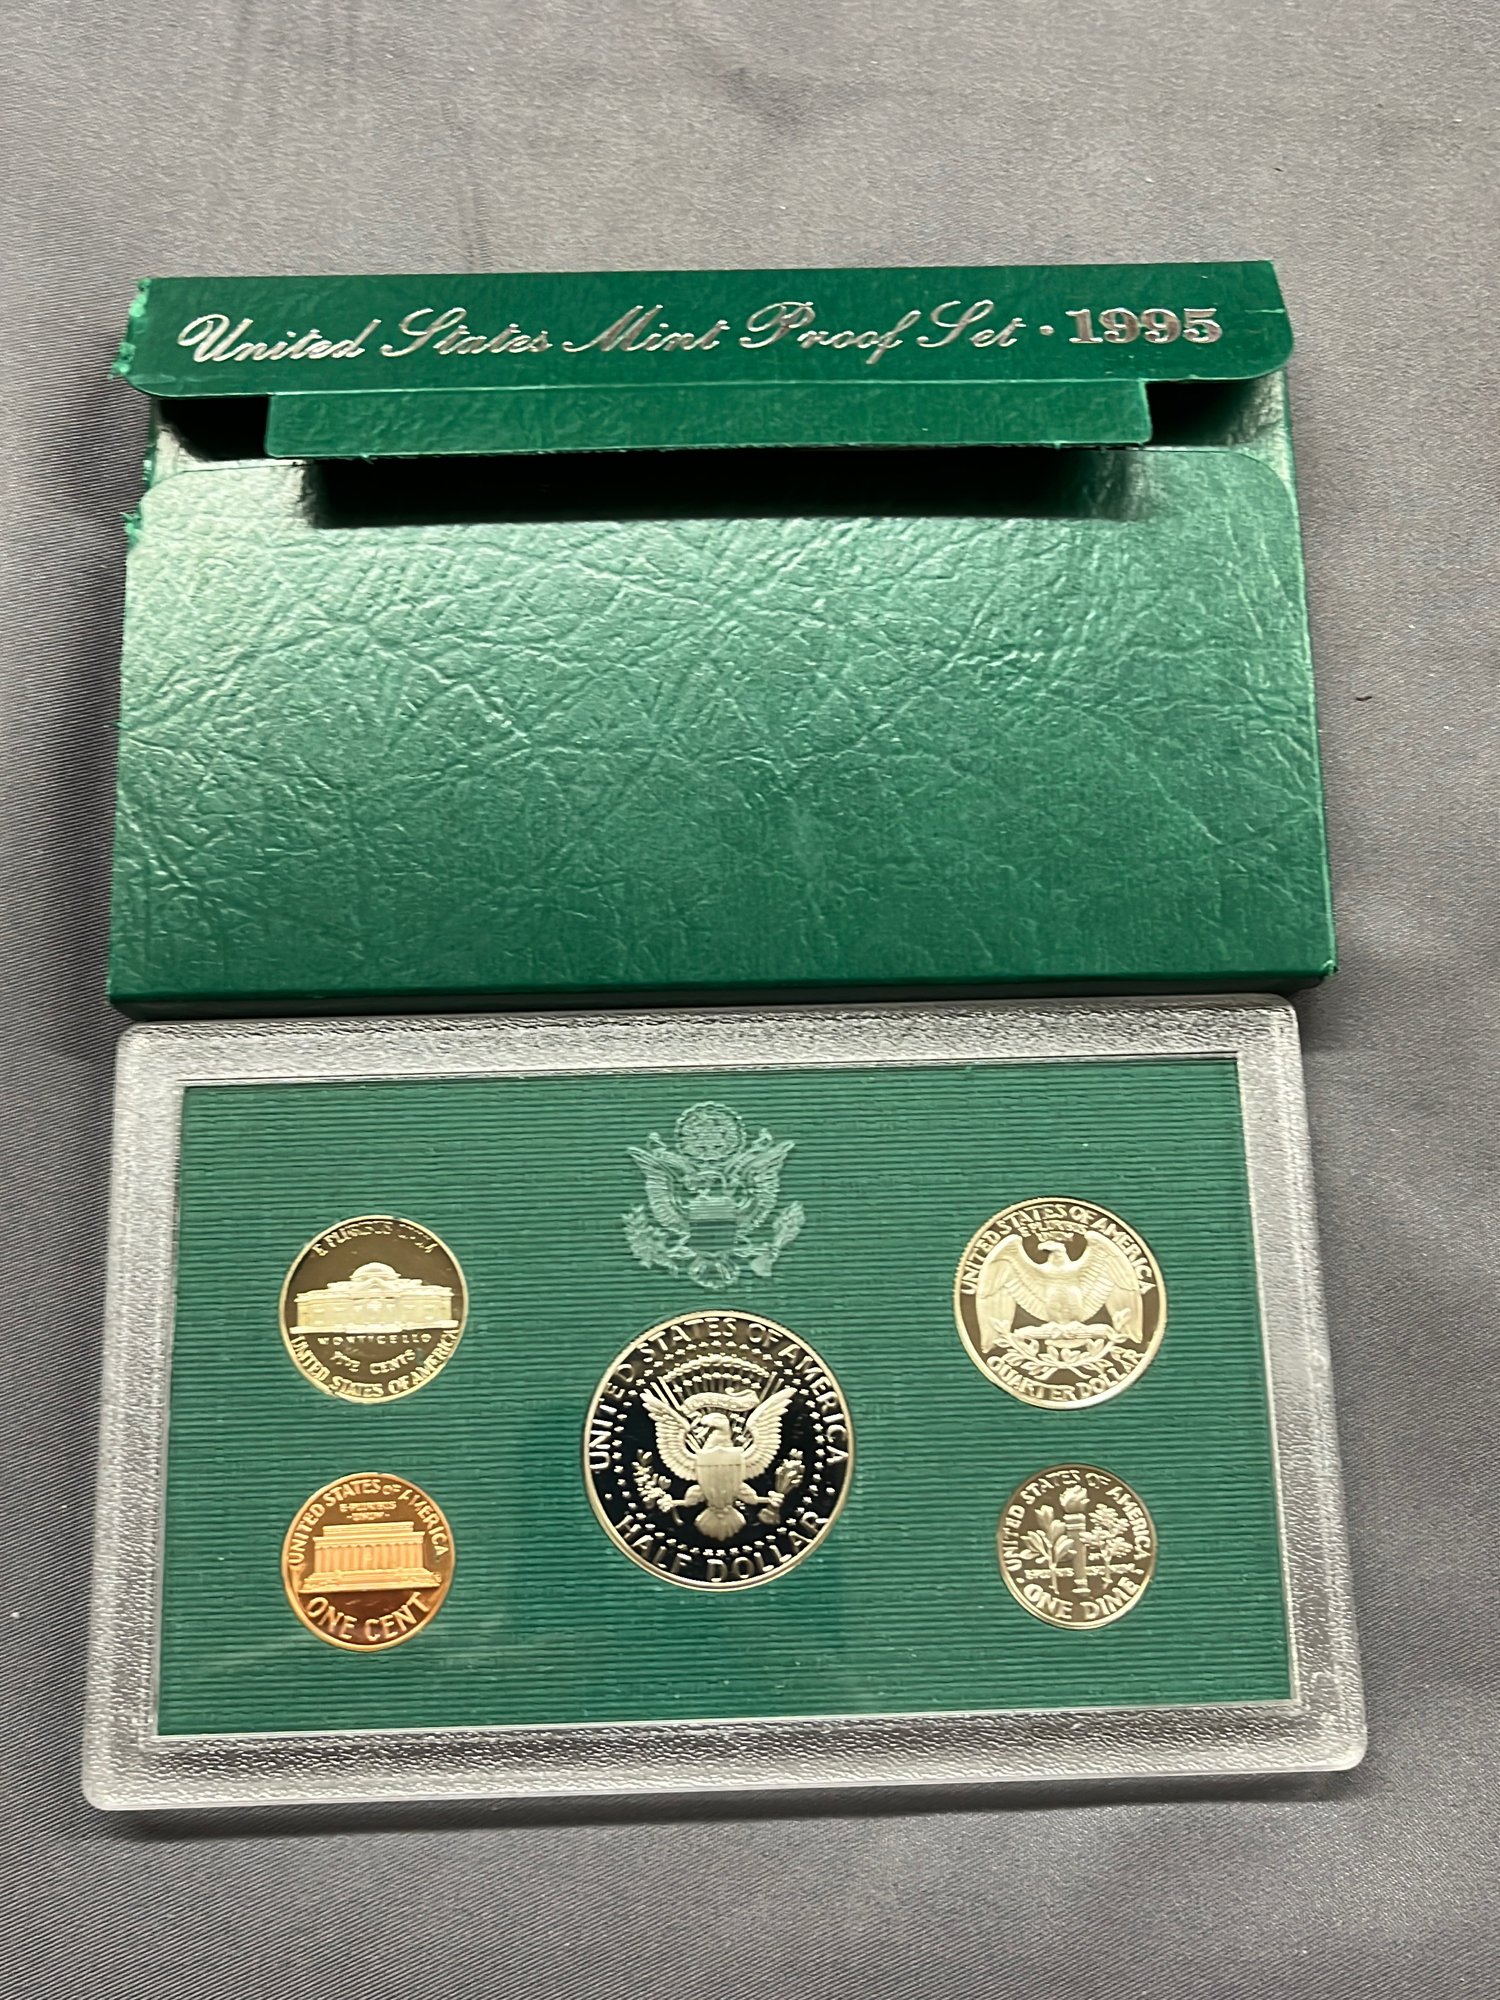 United States Mint Proof Set · 1995
E PLURIBUS UNUM
MONTICELLO
FIVE CENTS
UNITED STATES OF AMERICA
UNITED STATES OF AMERICA
E PLURIBUS
UNUM
QUARTER DOLLAR
UNITED STATES OF AMERICA
HALF DOLLAR
UNITED STATES OF AMERICA
E·PLURIBUS
UNUM
ONE CENT
UNITED STATES OF AMERICA
· ONE DIME ·